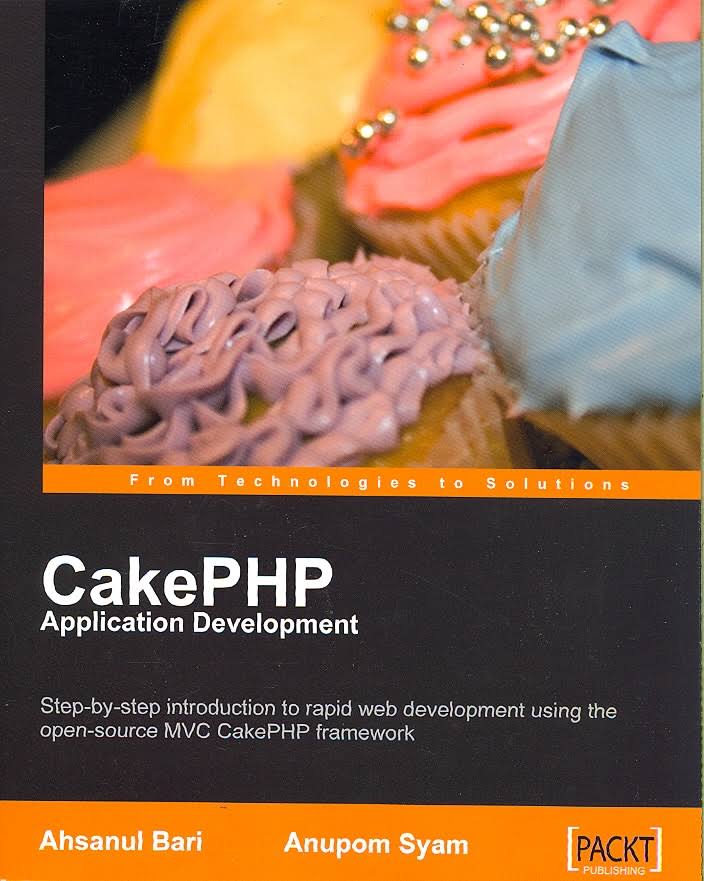 From Technologies to Solutions
CakePHP
Application Development
Step-by-step introduction to rapid web development using the
open-source MVC CakePHP framework
Ahsanul Bari Anupom Syam
[PACKT]
PUBLISHING